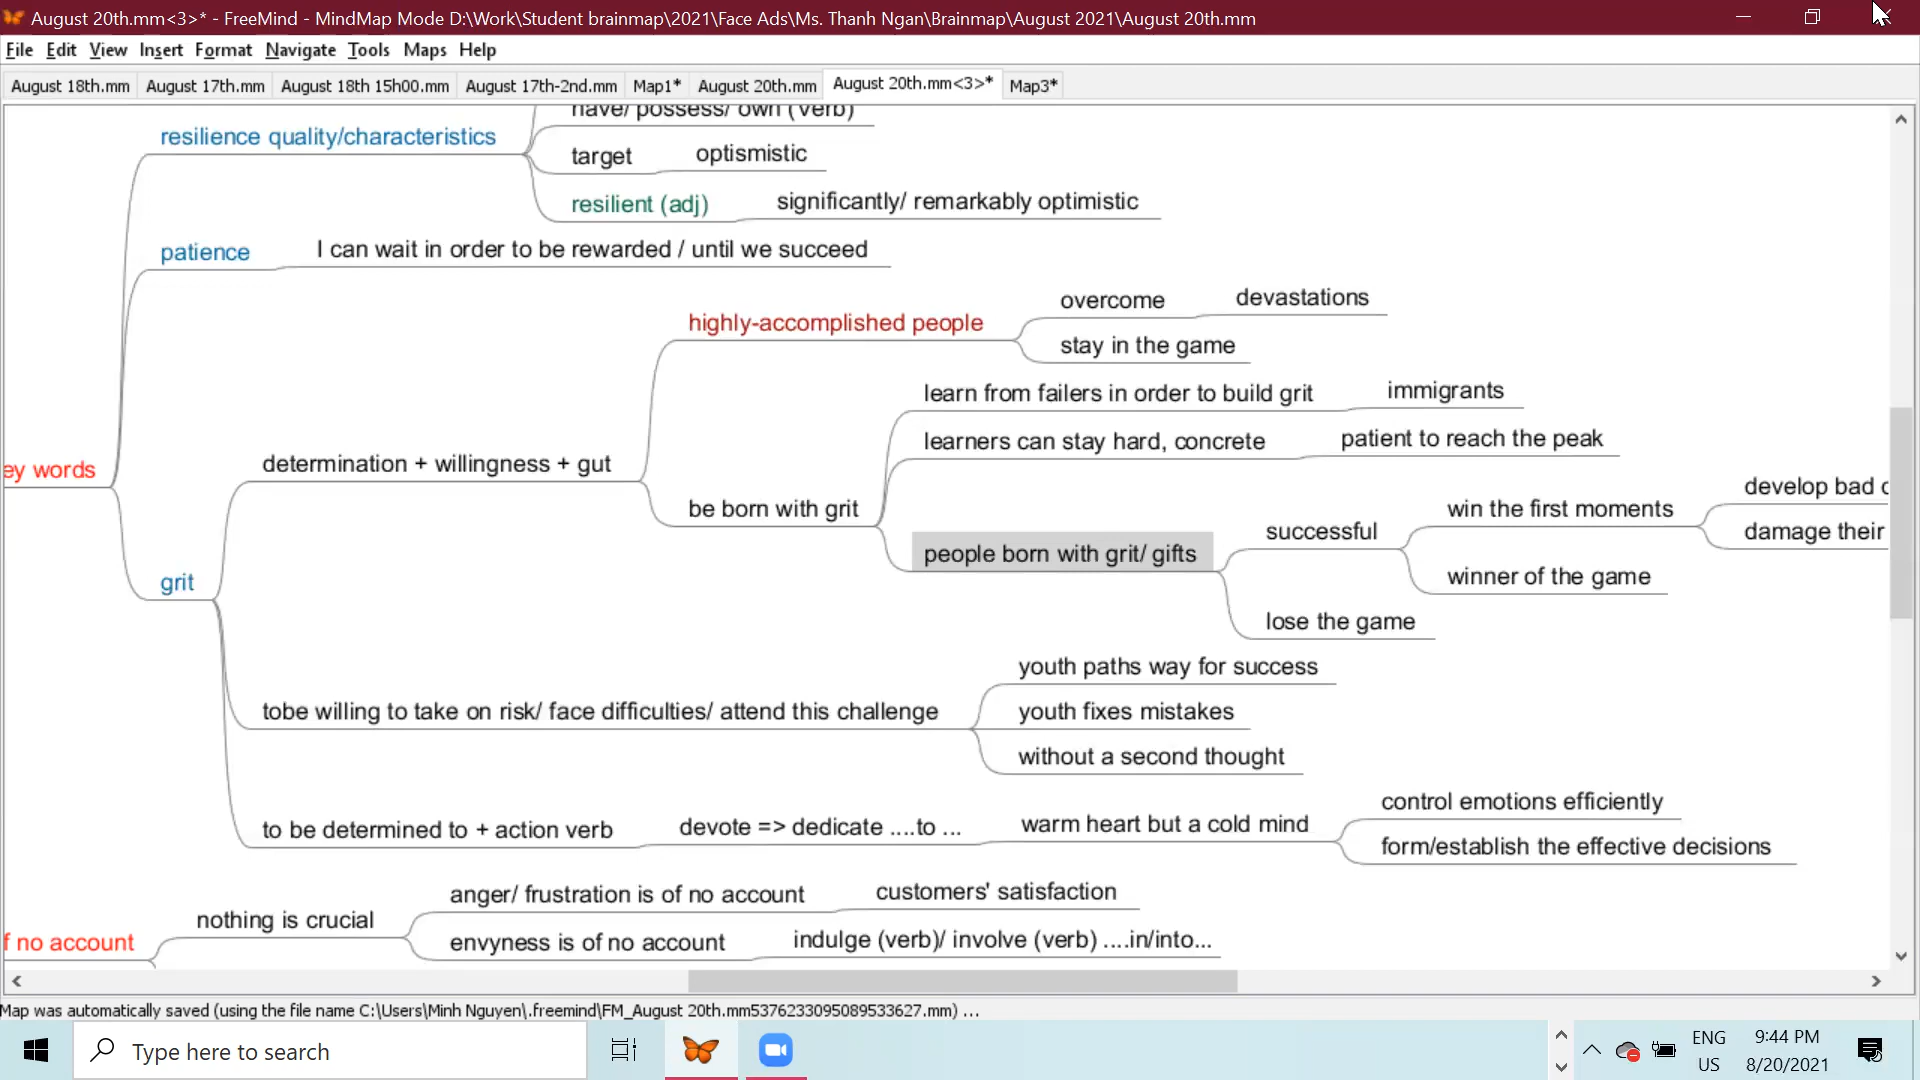 August 20th.mm<3>* - FreeMind - MindMap Mode D:\Work\Student brainmap\2021\Face Ads\Ms. Thanh Ngan\Brainmap\August 2021\August 20th.mm
File Edit View Insert Format Navigate Tools Maps Help
August 18th.mm August 17th.mm August 18th 15h00.mm August 17th-2nd.mm Map1* August 20th.mm August 20th.mm<3>* Map3*
have/ possess/ own (verb)
resilience quality/characteristics
target optismistic
resilient (adj) significantly/ remarkably optimistic
patience I can wait in order to be rewarded / until we succeed
overcome devastations
highly-accomplished people
stay in the game
learn from failers in order to build grit immigrants
learners can stay hard, concrete patient to reach the peak
determination + willingness + gut
ey words
develop bad
win the first moments
be born with grit
successful
damage their
people born with grit/ gifts
winner of the game
grit
lose the game
youth paths way for success
tobe willing to take on risk/ face difficulties/ attend this challenge
youth fixes mistakes
without a second thought
control emotions efficiently
to be determined to + action verb devote => dedicate ....to ... warm heart but a cold mind
form/establish the effective decisions
anger/ frustration is of no account customers' satisfaction
nothing is crucial
f no account
envyness is of no account indulge (verb)/ involve (verb) ....in/into...
Map was automatically saved (using the file name C:\Users\Minh Nguyen\.freemind\FM_August 20th.mm5376233095089533627.mm) ...
Type here to search
ENG
US
9:44 PM
8/20/2021